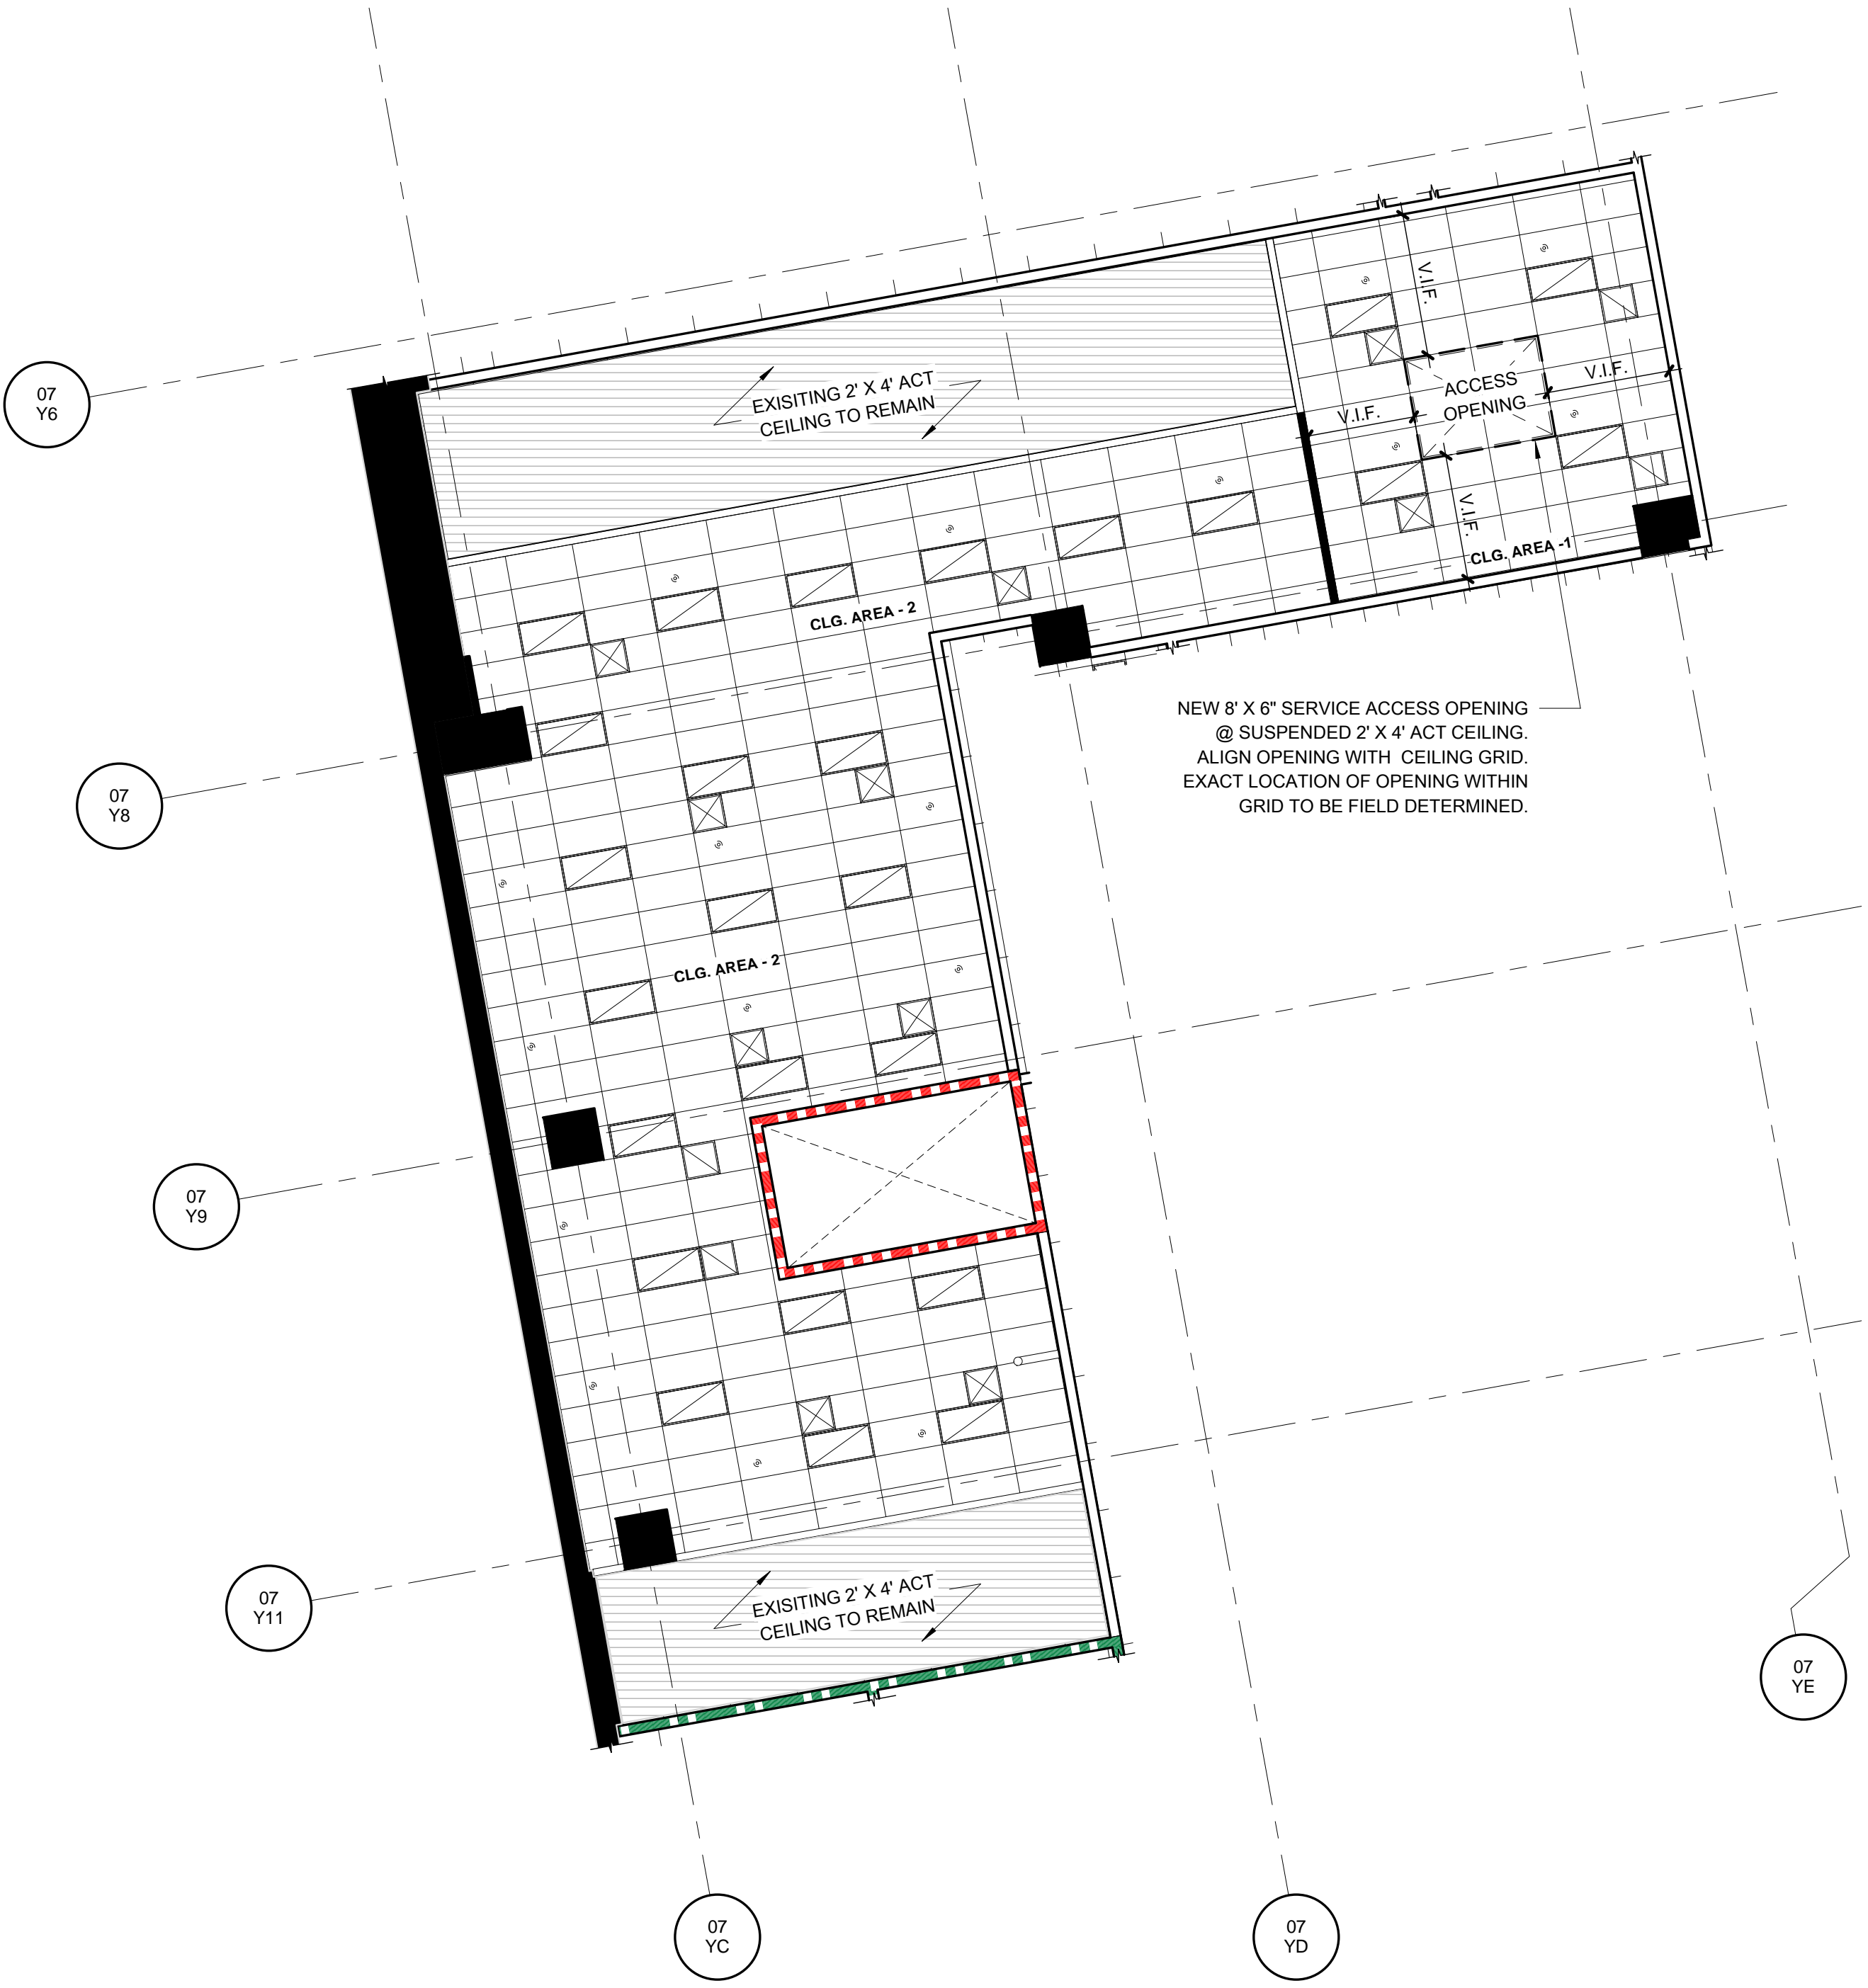 07
Y6
EXISITING 2' X 4' ACT
CEILING TO REMAIN
V.I.F.
ACCESS
OPENING
V.I.F.
V.I.F.
V.I.F.
CLG. AREA -1
CLG. AREA - 2
NEW 8' X 6" SERVICE ACCESS OPENING
@ SUSPENDED 2' X 4' ACT CEILING.
ALIGN OPENING WITH CEILING GRID.
EXACT LOCATION OF OPENING WITHIN
GRID TO BE FIELD DETERMINED.
07
Y8
CLG. AREA - 2
07
Y9
07
Y11
EXISITING 2' X 4' ACT
CEILING TO REMAIN
07
YE
07
YC
07
YD